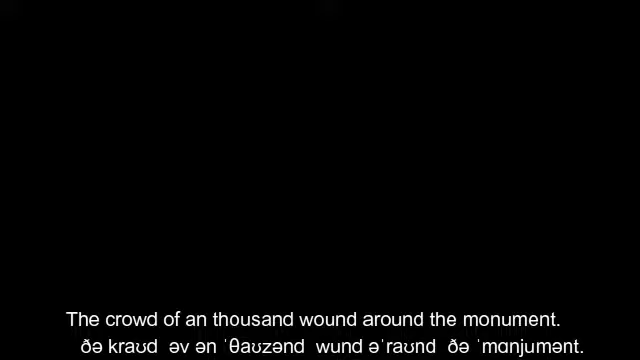 The crowd of an thousand wound around the monument.
ðə kraʊd əv ən ˈθaʊzənd wund əˈraʊnd ðə ˈmɑnjumənt.